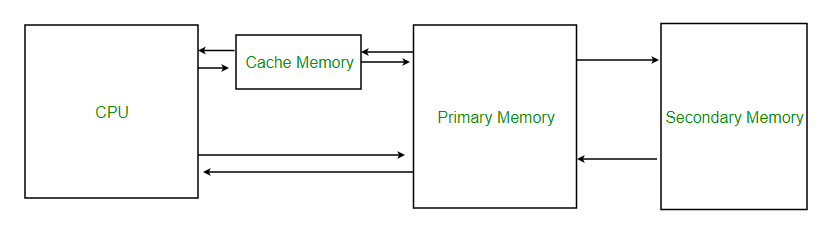 Cache Memory
CPU
Primary Memory
Secondary Memory